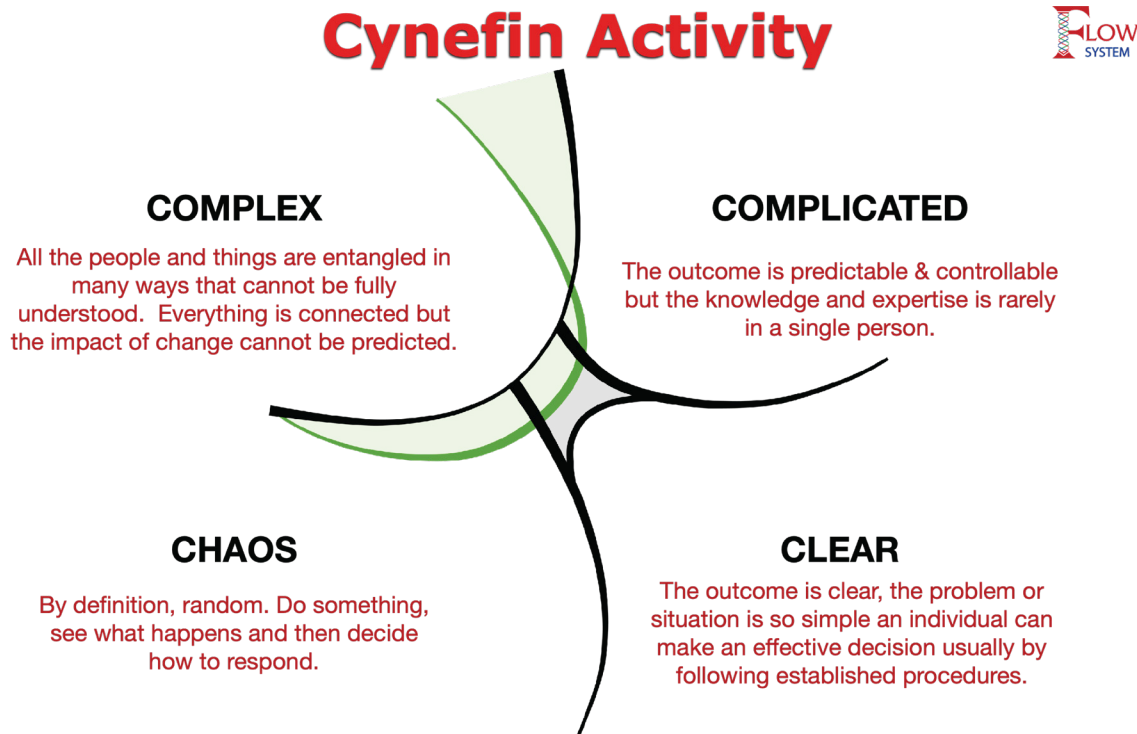 Cynefin Activity
FLOW
SYSTEM
COMPLEX
All the people and things are entangled in
many ways that cannot be fully
understood.  Everything is connected but
the impact of change cannot be predicted.
COMPLICATED
The outcome is predictable & controllable
but the knowledge and expertise is rarely
in a single person.
CHAOS
By definition, random. Do something,
see what happens and then decide
how to respond.
CLEAR
The outcome is clear, the problem or
situation is so simple an individual can
make an effective decision usually by
following established procedures.